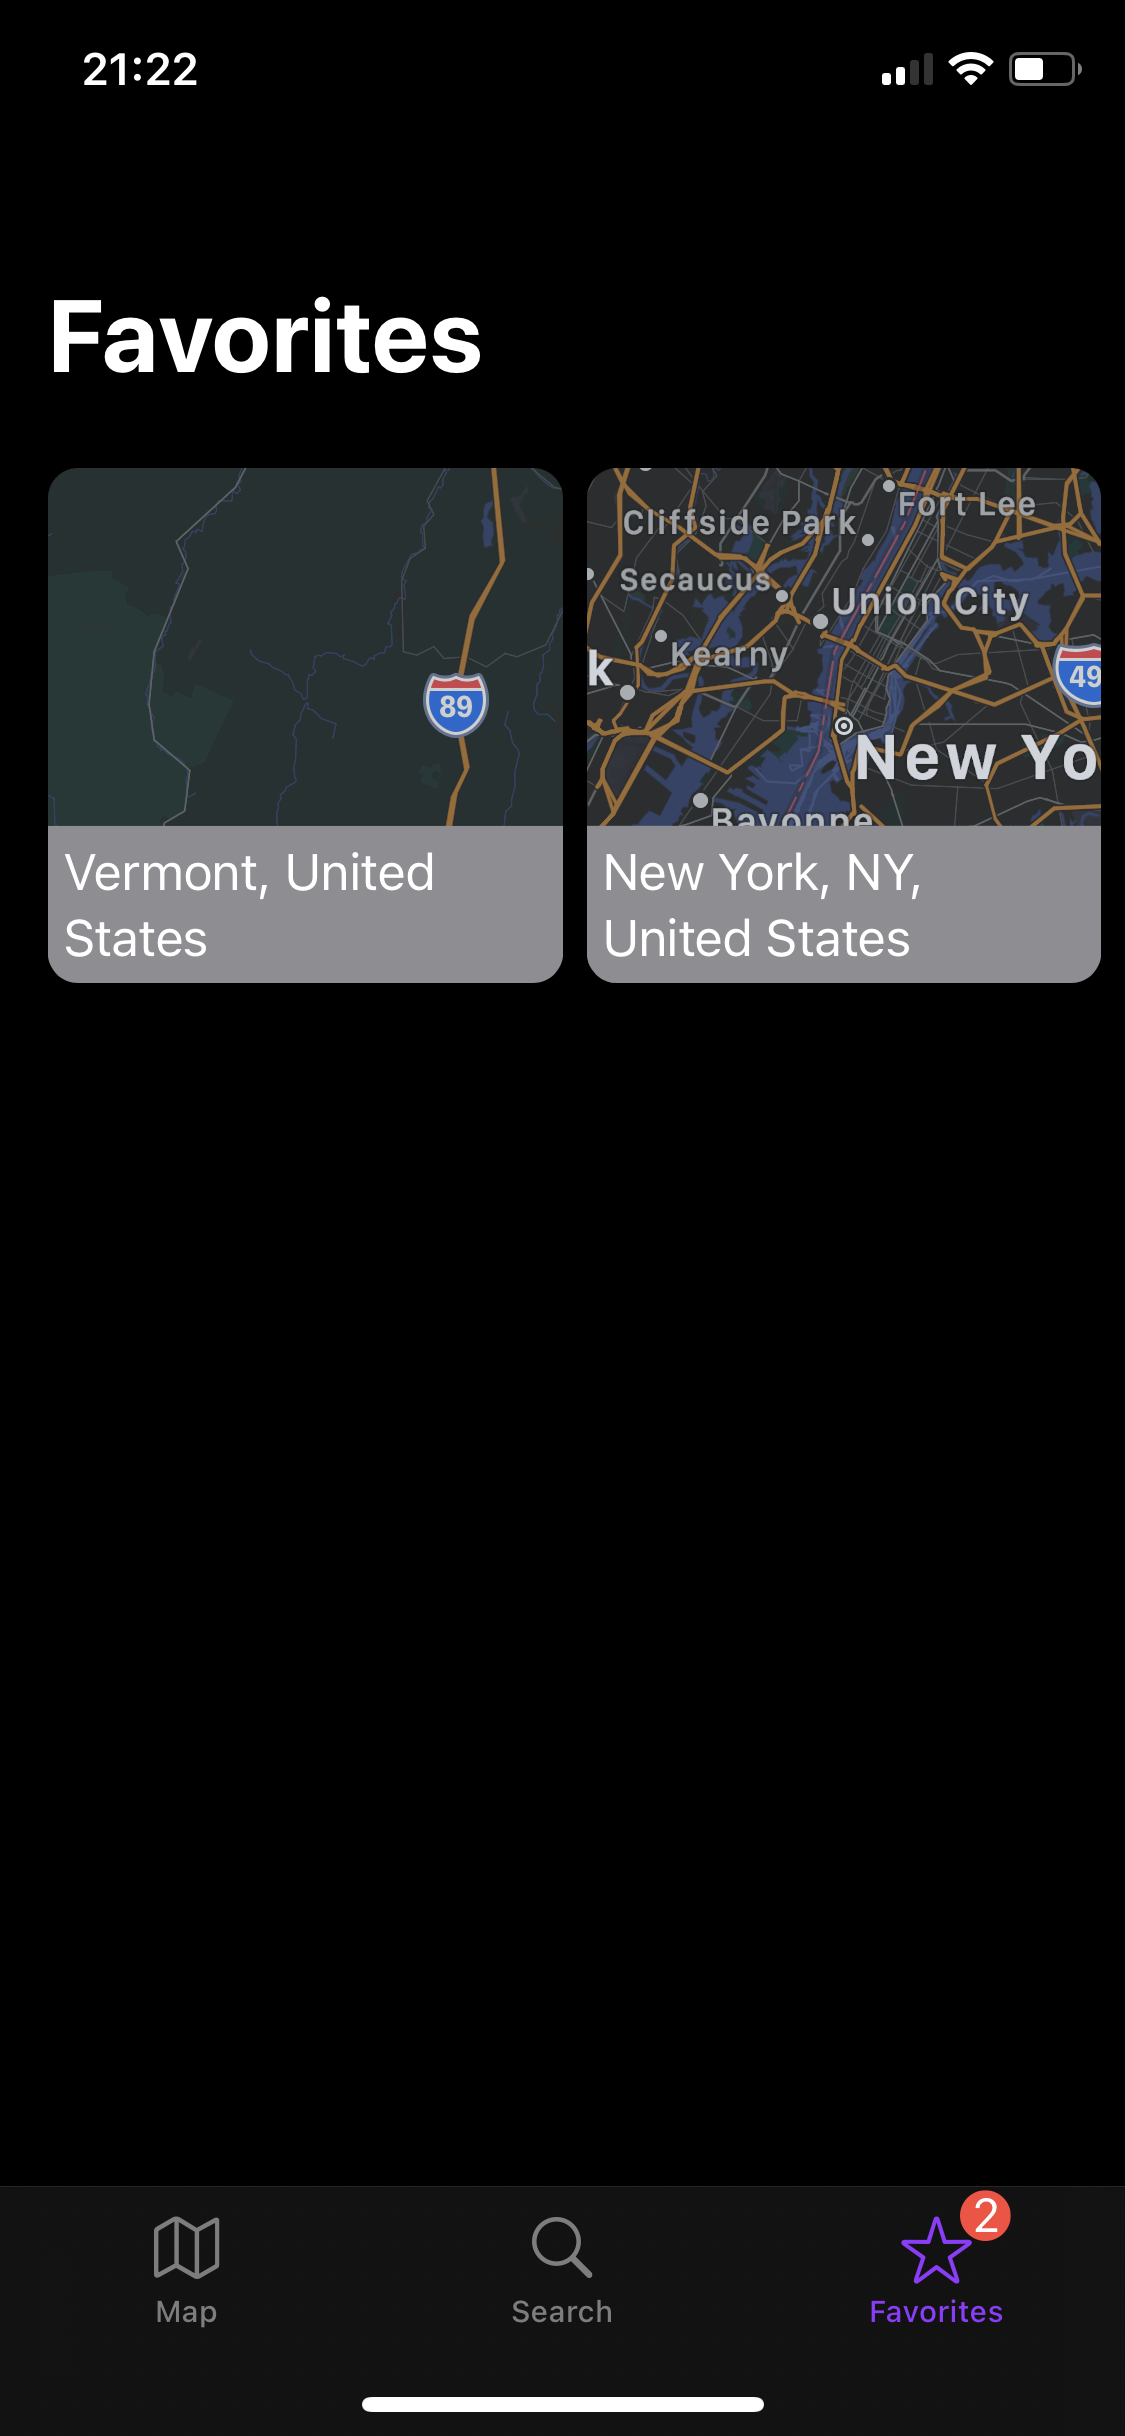 21:22
Favorites
89
Vermont, United
States
Fort Lee
Cliffside Park
Secaucus
Union City
Kearny
k
49
New Yo
Bayonne
New York, NY,
United States
2
Map
Search
Favorites